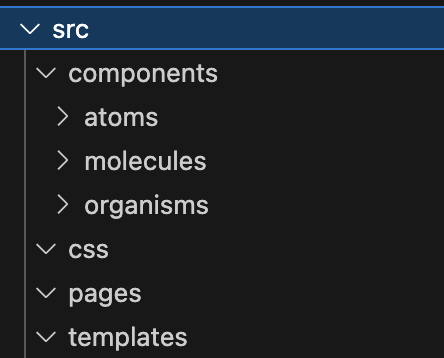 src
components
atoms
molecules
organisms
css
pages
templates